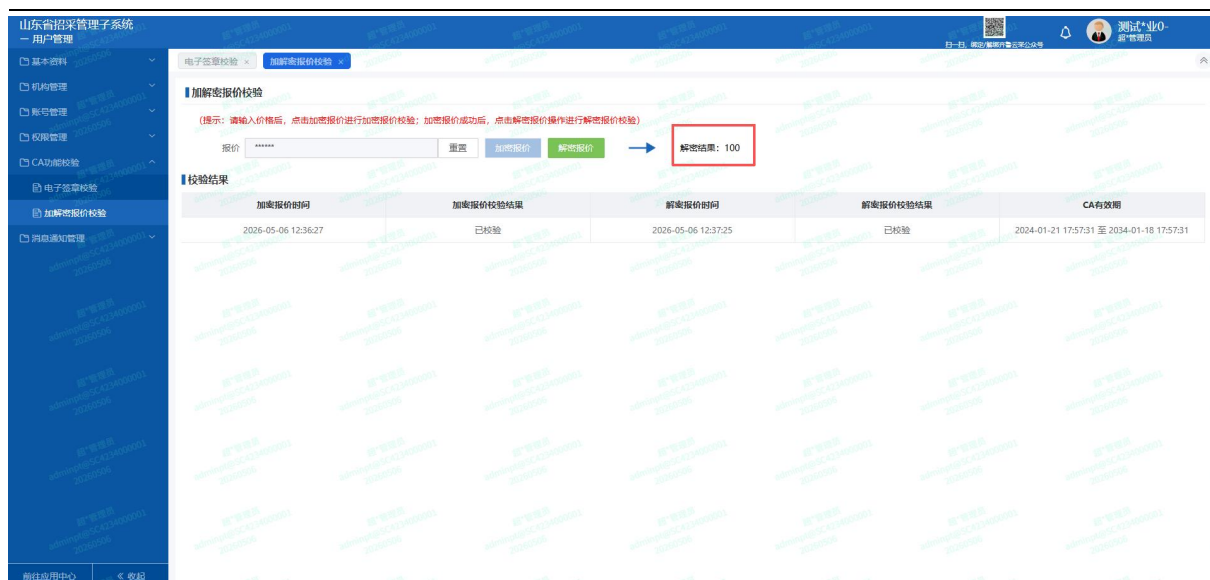 山东省招采管理子系统
— 用户管理
扫一扫,绑定/解绑齐鲁云采公众号
测试*业0-
超*管理员
基本资料
机构管理
账号管理
权限管理
CA功能校验
电子签章校验
加解密报价校验
消息通知管理
前往应用中心
《 收起
电子签章校验 ×
加解密报价校验 ×
加解密报价校验
(提示:请输入价格后,点击加密报价进行加密报价校验;加密报价成功后,点击解密报价操作进行解密报价校验)
报价 ****** 重置 加密报价 解密报价 解密结果:100
校验结果
加密报价时间 加密报价校验结果 解密报价时间 解密报价校验结果 CA有效期
2026-05-06 12:36:27 已校验 2026-05-06 12:37:25 已校验 2024-01-21 17:57:31 至 2034-01-18 17:57:31